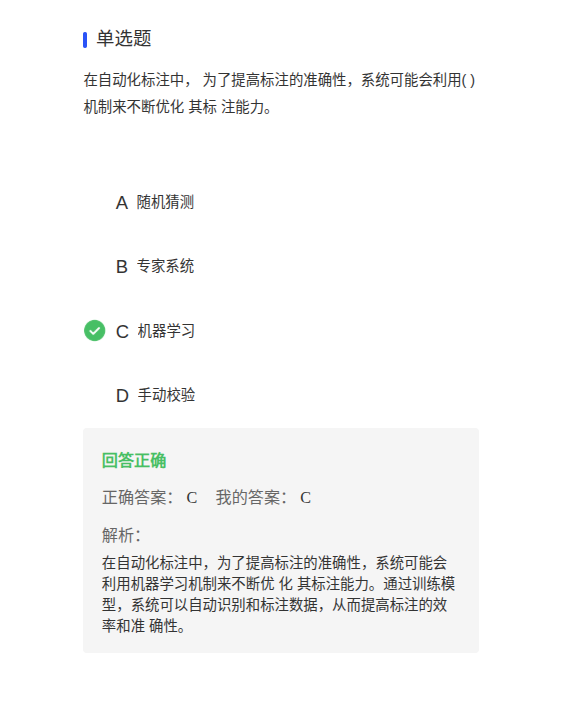 单选题
在自动化标注中， 为了提高标注的准确性，系统可能会利用( )
机制来不断优化 其标 注能力。
A 随机猜测
B 专家系统
C 机器学习
D 手动校验
回答正确
正确答案： C 我的答案： C
解析：
在自动化标注中，为了提高标注的准确性，系统可能会
利用机器学习机制来不断优 化 其标注能力。通过训练模
型，系统可以自动识别和标注数据，从而提高标注的效
率和准 确性。